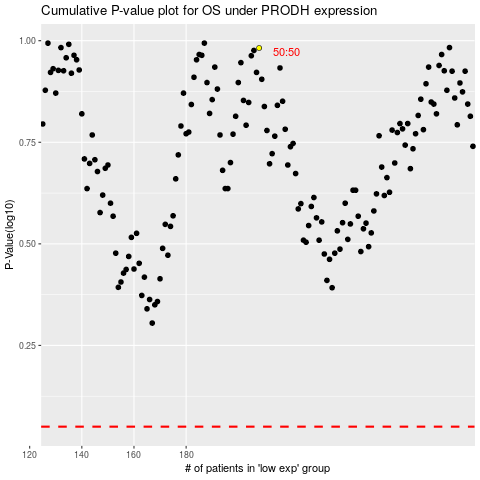 Cumulative P-value plot for OS under PRODH expression
1.00
50:50
0.75
P-Value(log10)
0.50
0.25
120 140 160 180
# of patients in 'low exp' group